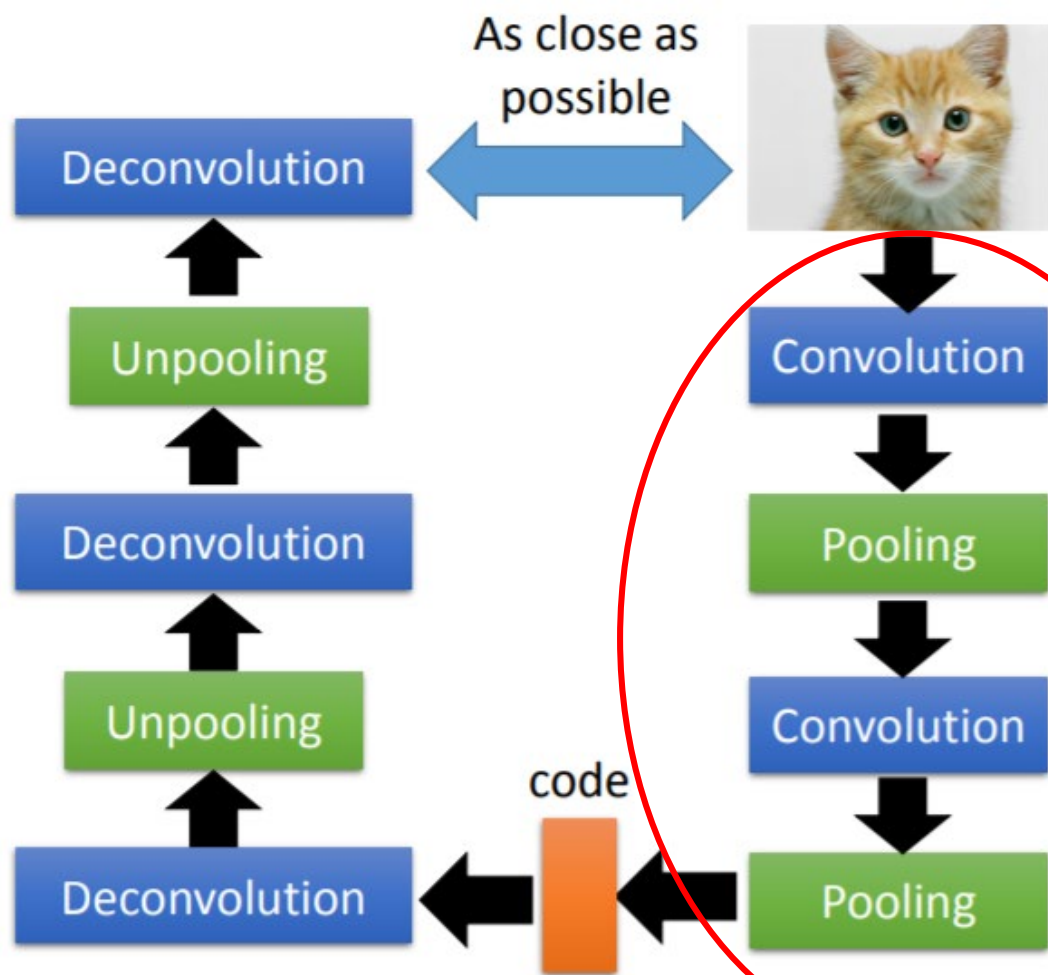 As close as
possible
Deconvolution
Unpooling
Convolution
Pooling
Deconvolution
Convolution
Unpooling
code
Deconvolution
Pooling